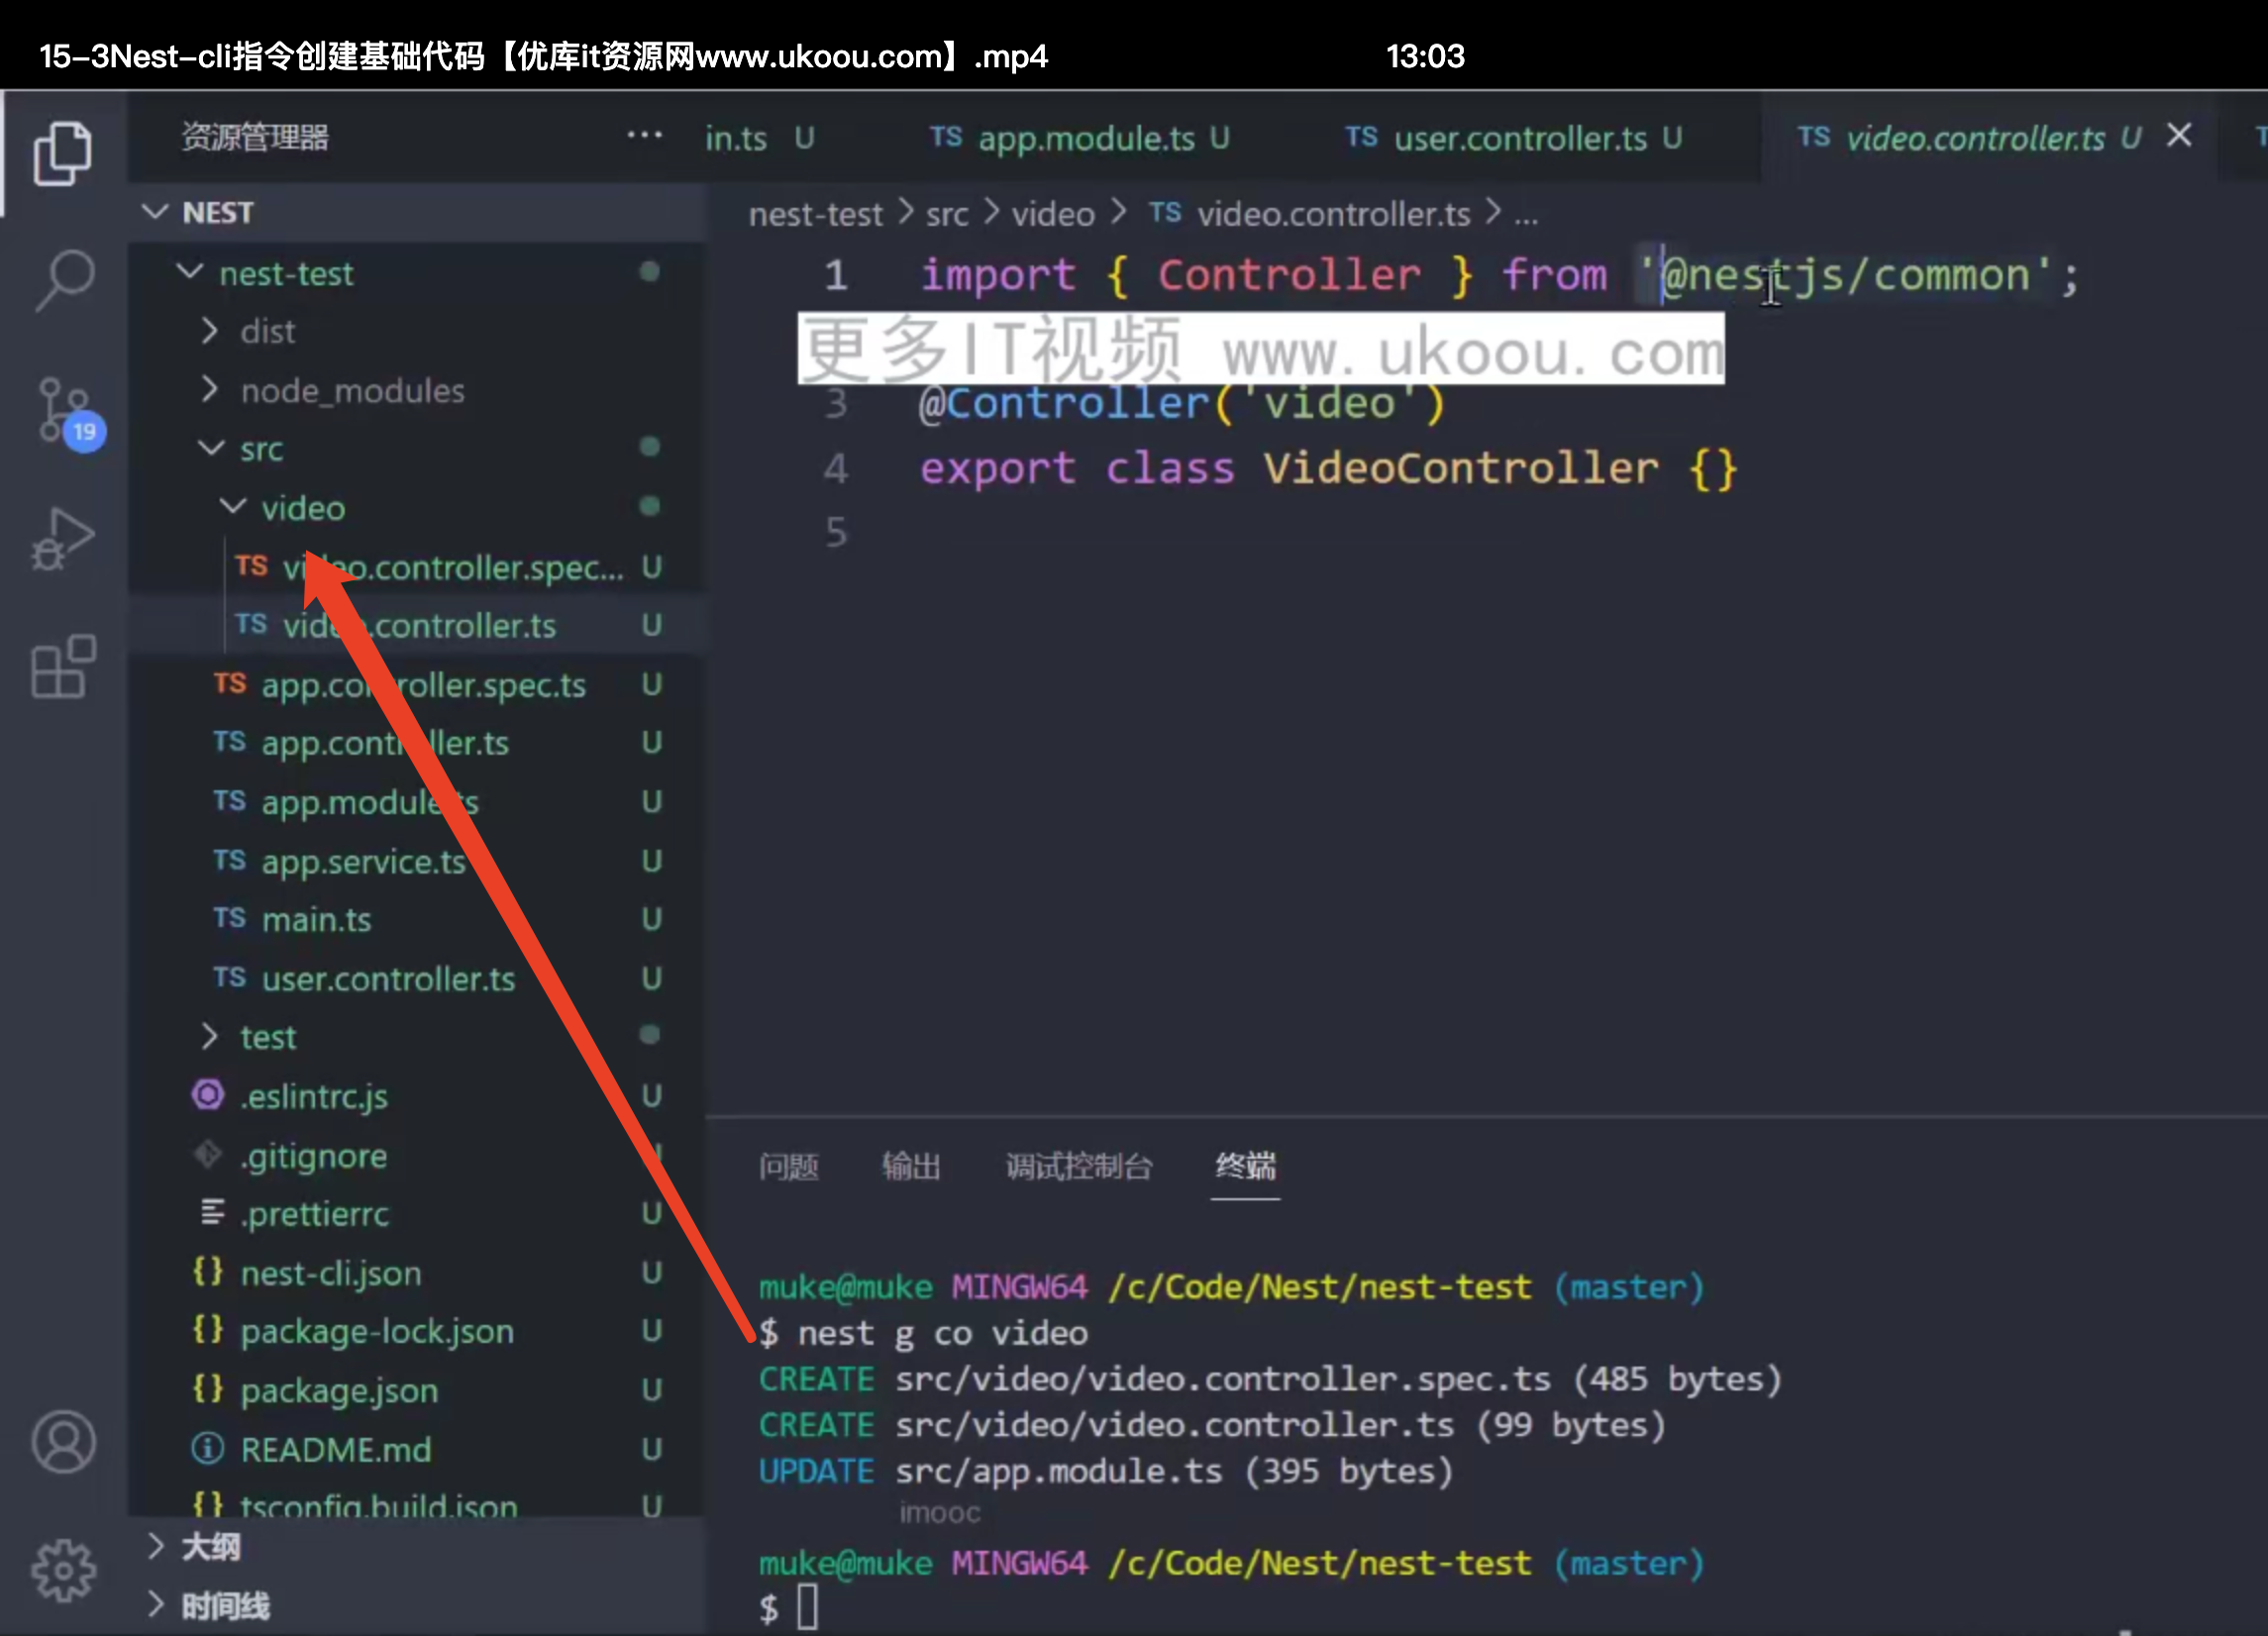 15-3Nest-cli指令创建基础代码【优库it资源网www.ukoou.com】.mp4
13:03
资源管理器
in.ts U
TS app.module.ts U
TS user.controller.ts U
TS video.controller.ts U
NEST
nest-test > src > video > TS video.controller.ts > ...
nest-test
dist
node_modules
src
19
video
TS video.controller.spec... U
TS video.controller.ts U
TS app.controller.spec.ts U
TS app.controller.ts U
TS app.module.ts U
TS app.service.ts U
TS main.ts U
TS user.controller.ts U
test
.eslintrc.js U
.gitignore
.prettierrc U
{} nest-cli.json U
{} package-lock.json U
{} package.json U
README.md U
{} tsconfig.build.json U
大纲
时间线
1 import { Controller } from '@nestjs/common';
更多IT视频 www.ukoou.com
3 @Controller('video')
4 export class VideoController {}
5
问题 输出 调试控制台 终端
muke@muke MINGW64 /c/Code/Nest/nest-test (master)
$ nest g co video
CREATE src/video/video.controller.spec.ts (485 bytes)
CREATE src/video/video.controller.ts (99 bytes)
UPDATE src/app.module.ts (395 bytes)
imooc
muke@muke MINGW64 /c/Code/Nest/nest-test (master)
$